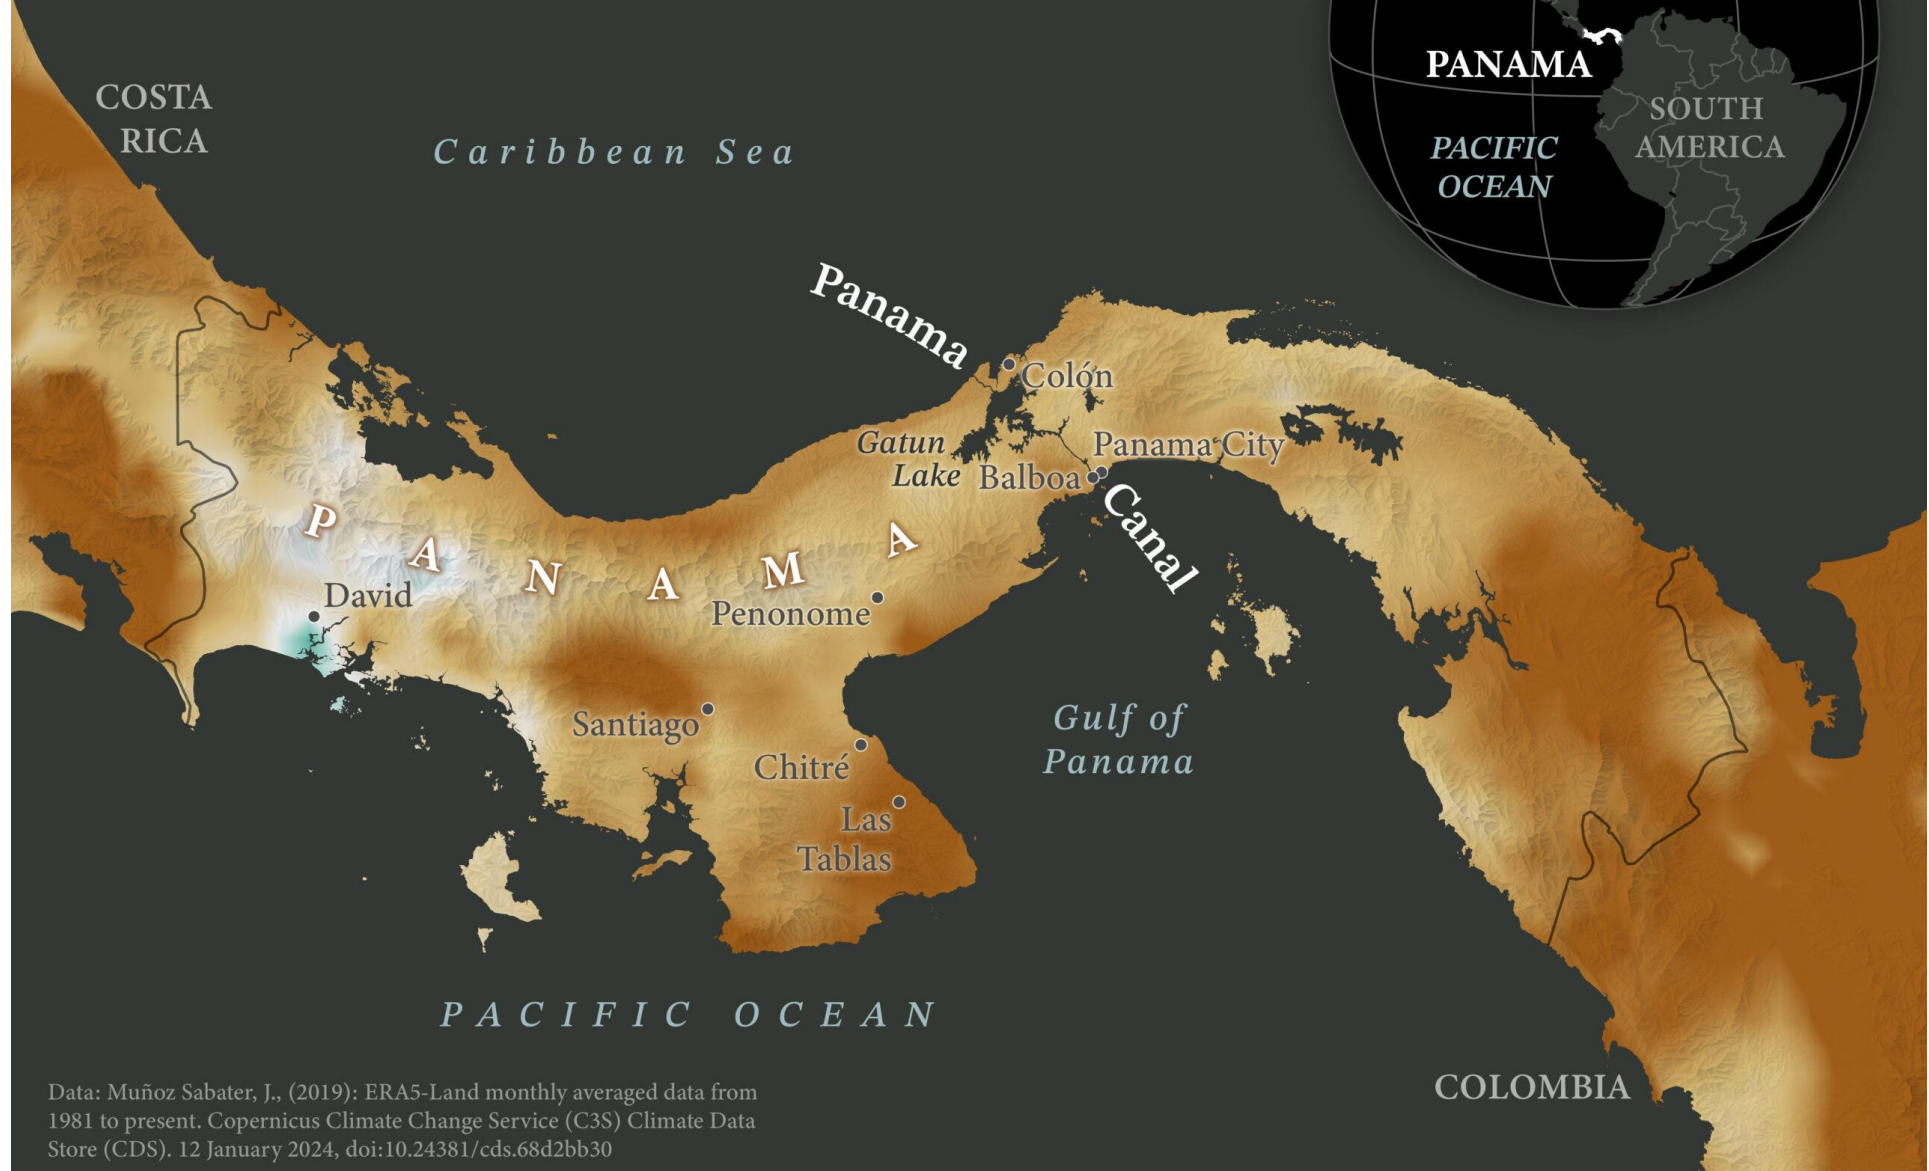 COSTA
RICA
Caribbean Sea
PANAMA
SOUTH
AMERICA
PACIFIC
OCEAN
Panama
Colón
Gatun
Lake
Panama City
Balboa
Canal
PANAMA
David
Penonome
Santiago
Chitré
Las
Tablas
Gulf of
Panama
PACIFIC OCEAN
COLOMBIA
Data: Muñoz Sabater, J., (2019): ERA5-Land monthly averaged data from
1981 to present. Copernicus Climate Change Service (C3S) Climate Data
Store (CDS). 12 January 2024, doi:10.24381/cds.68d2bb30